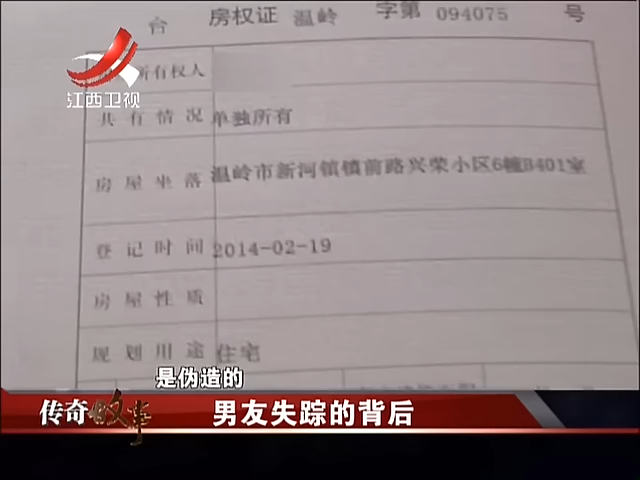 台 房权证 温岭 字第 094075 号
江西卫视
所有权人
共有情况 单独所有
房屋坐落 温岭市新河镇镇前路兴荣小区6幢B401室
登记时间 2014-02-19
房屋性质
规划用途 住宅
是伪造的
传奇故事 男友失踪的背后